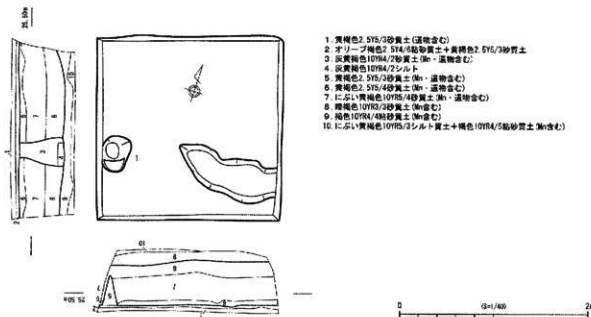 25.50m
1. 黄褐色2.5Y5/3砂質土(遺物含む)
2. オリーブ褐色2.5Y4/6粘砂質土+黄褐色2.5Y5/3砂質土
3. 灰黄褐色10YR4/2砂質土(Mn・遺物含む)
4. 灰黄褐色10YR4/2シルト
5. 黄褐色2.5Y5/3砂質土(Mn・遺物含む)
6. 黄褐色2.5Y5/4砂質土(Mn・遺物含む)
7. にぶい黄褐色10YR5/4砂質土(Mn・遺物含む)
8. 暗褐色10YR3/3砂質土(Mn含む)
9. 褐色10YR4/4粘砂質土(Mn含む)
10. にぶい黄褐色10YR5/3シルト質土+褐色10YR4/6粘砂質土(Mn含む)
1
25.50m
0
(S=1/40)